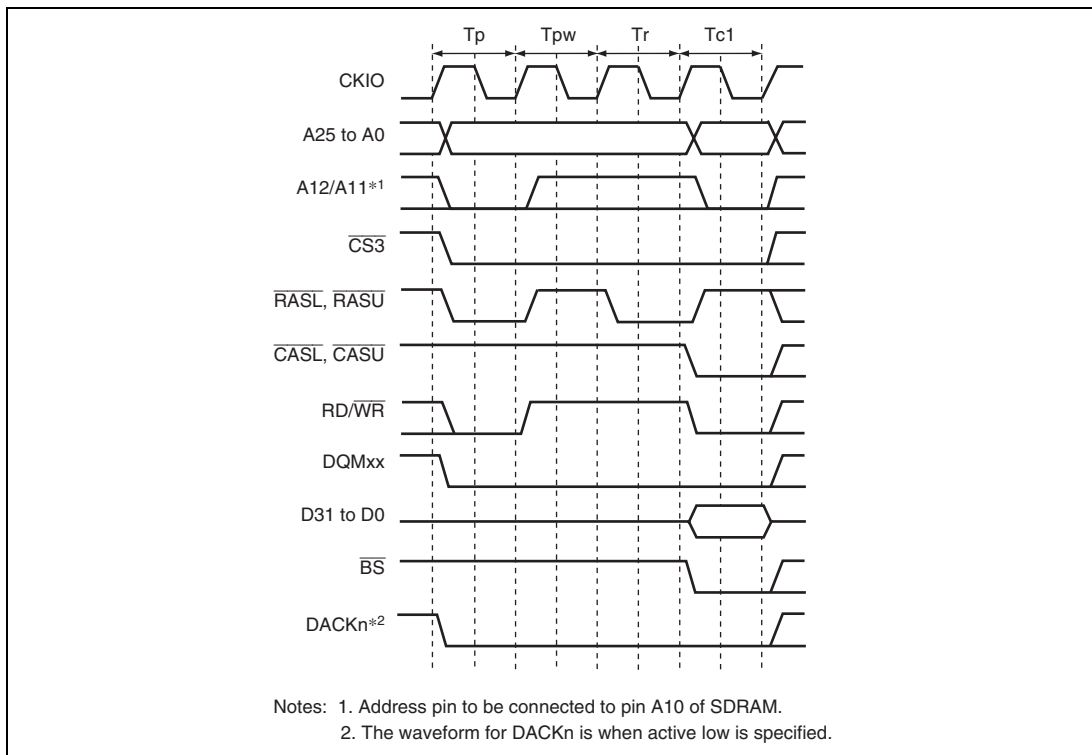 Tp Tpw Tr Tc1
CKIO
A25 to A0
A12/A11*1
CS3
RASL, RASU
CASL, CASU
RD/WR
DQMxx
D31 to D0
BS
DACKn*2
Notes: 1. Address pin to be connected to pin A10 of SDRAM.
2. The waveform for DACKn is when active low is specified.